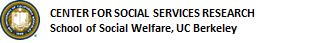 CENTER FOR SOCIAL SERVICES RESEARCH
School of Social Welfare, UC Berkeley